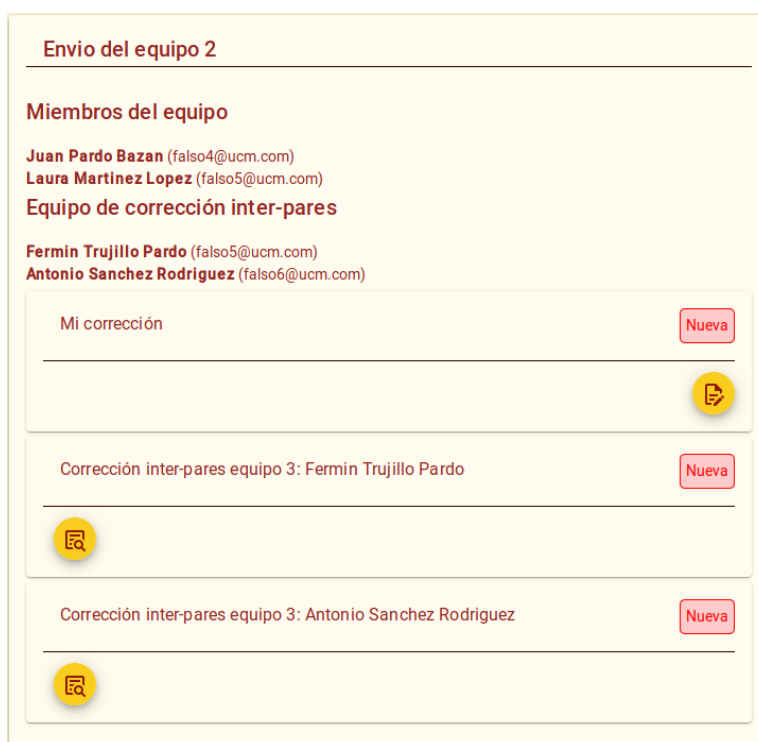 Envio del equipo 2
Miembros del equipo
Juan Pardo Bazan (falso4@ucm.com)
Laura Martinez Lopez (falso5@ucm.com)
Equipo de corrección inter-pares
Fermin Trujillo Pardo (falso5@ucm.com)
Antonio Sanchez Rodriguez (falso6@ucm.com)
Mi corrección Nueva
Corrección inter-pares equipo 3: Fermin Trujillo Pardo Nueva
Corrección inter-pares equipo 3: Antonio Sanchez Rodriguez Nueva